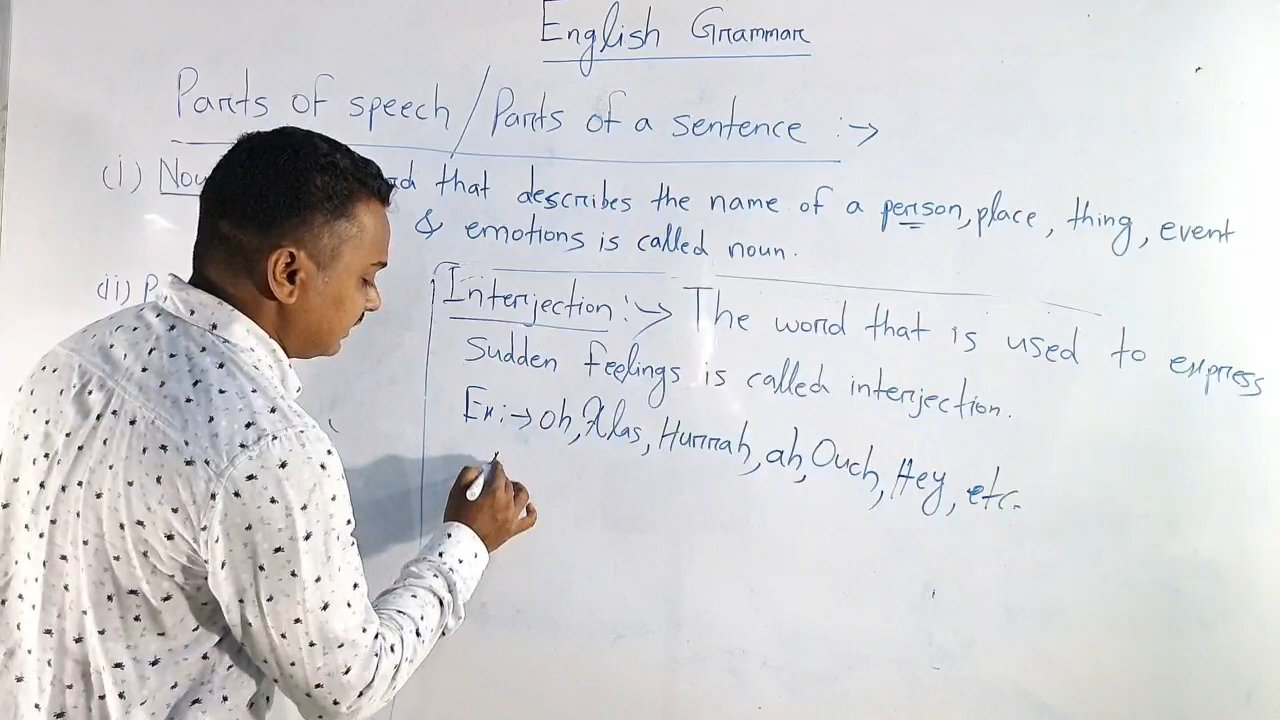 English Grammar
Parts of speech / Parts of a sentence :→
(i) that describes the name of a person, place, thing, event
& emotions is called noun.
(ii)
Interjection :→ The word that is used to express
Sudden feelings is called interjection.
Ex:→ oh, Alas, Hurrah, ah, Ouch, Hey, etc.